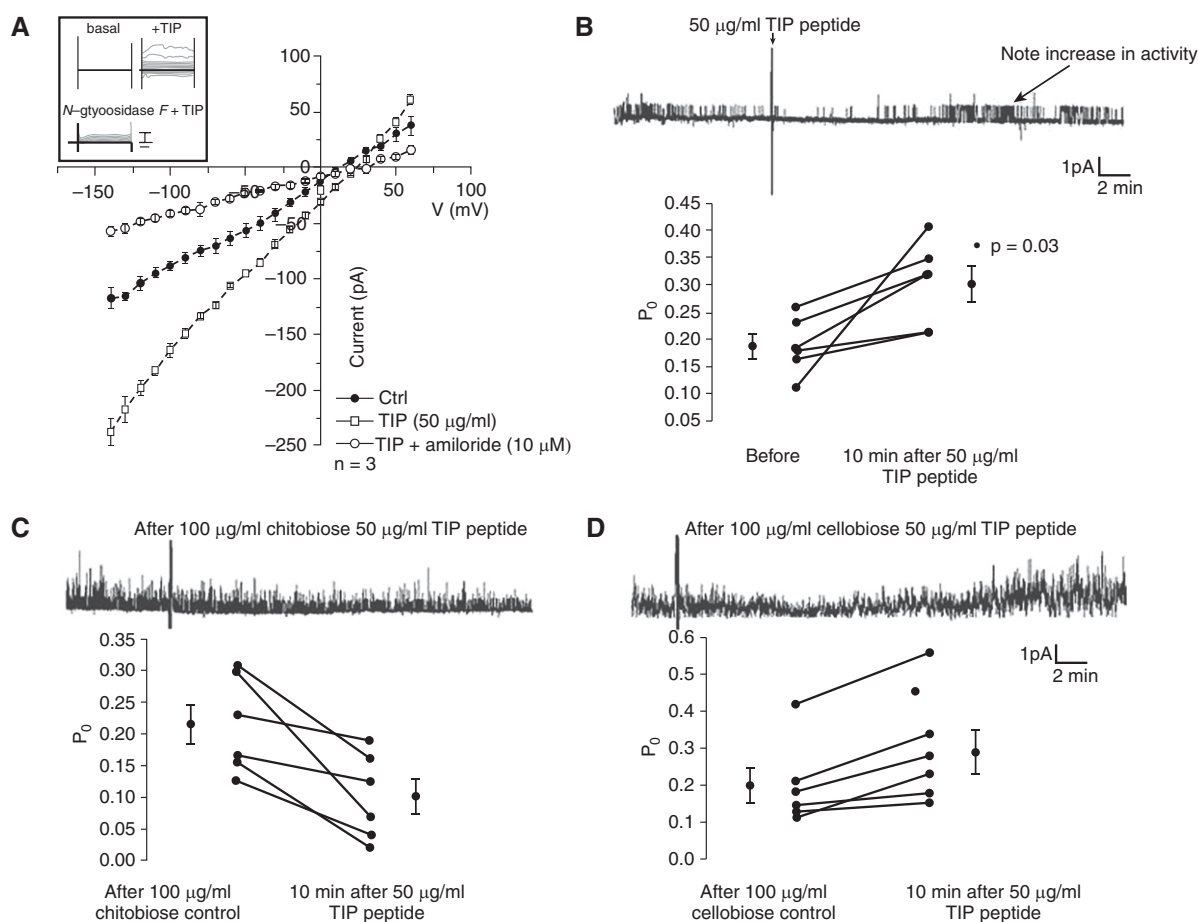 A
basal
+TIP
N–gtyoosidase F + TIP
100
50
0
−150
−100
−50
0
50
100
V (mV)
−50
−100
−150
−200
−250
Current (pA)
Ctrl
TIP (50 µg/ml)
TIP + amiloride (10 µM)
n = 3
B
50 µg/ml TIP peptide
Note increase in activity
1pA
2 min
0.45
0.40
0.35
0.30
0.25
0.20
0.15
0.10
0.05
P0
p = 0.03
Before
10 min after 50 µg/ml
TIP peptide
C
After 100 µg/ml chitobiose 50 µg/ml TIP peptide
0.35
0.30
0.25
0.20
0.15
0.10
0.05
0.00
P0
After 100 µg/ml
chitobiose control
10 min after 50 µg/ml
TIP peptide
D
After 100 µg/ml cellobiose 50 µg/ml TIP peptide
1pA
2 min
0.6
0.5
0.4
0.3
0.2
0.1
0.0
P0
After 100 µg/ml
cellobiose control
10 min after 50 µg/ml
TIP peptide